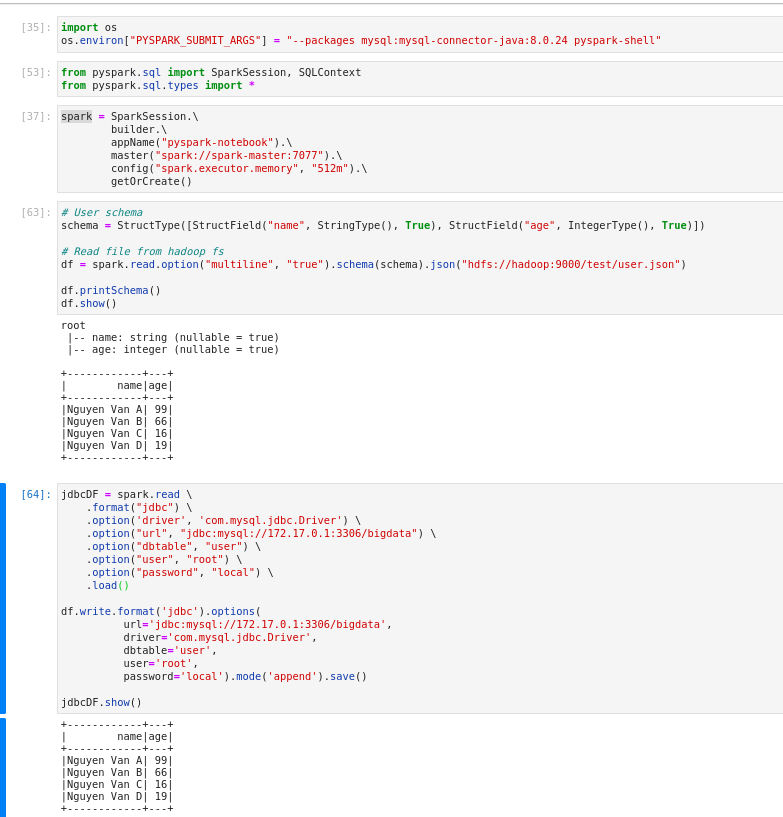 [35]: import os
os.environ["PYSPARK_SUBMIT_ARGS"] = "--packages mysql:mysql-connector-java:8.0.24 pyspark-shell"
[53]: from pyspark.sql import SparkSession, SQLContext
from pyspark.sql.types import *
[37]: spark = SparkSession.\
        builder.\
        appName("pyspark-notebook").\
        master("spark://spark-master:7077").\
        config("spark.executor.memory", "512m").\
        getOrCreate()
[63]: # User schema
schema = StructType([StructField("name", StringType(), True), StructField("age", IntegerType(), True)])
# Read file from hadoop fs
df = spark.read.option("multiline", "true").schema(schema).json("hdfs://hadoop:9000/test/user.json")
df.printSchema()
df.show()
root
 |-- name: string (nullable = true)
 |-- age: integer (nullable = true)
+------------+---+
|        name|age|
+------------+---+
|Nguyen Van A| 99|
|Nguyen Van B| 66|
|Nguyen Van C| 16|
|Nguyen Van D| 19|
+------------+---+
[64]: jdbcDF = spark.read \
    .format("jdbc") \
    .option('driver', 'com.mysql.jdbc.Driver') \
    .option("url", "jdbc:mysql://172.17.0.1:3306/bigdata") \
    .option("dbtable", "user") \
    .option("user", "root") \
    .option("password", "local") \
    .load()
df.write.format('jdbc').options(
          url='jdbc:mysql://172.17.0.1:3306/bigdata',
          driver='com.mysql.jdbc.Driver',
          dbtable='user',
          user='root',
          password='local').mode('append').save()
jdbcDF.show()
+------------+---+
|        name|age|
+------------+---+
|Nguyen Van A| 99|
|Nguyen Van B| 66|
|Nguyen Van C| 16|
|Nguyen Van D| 19|
+------------+---+